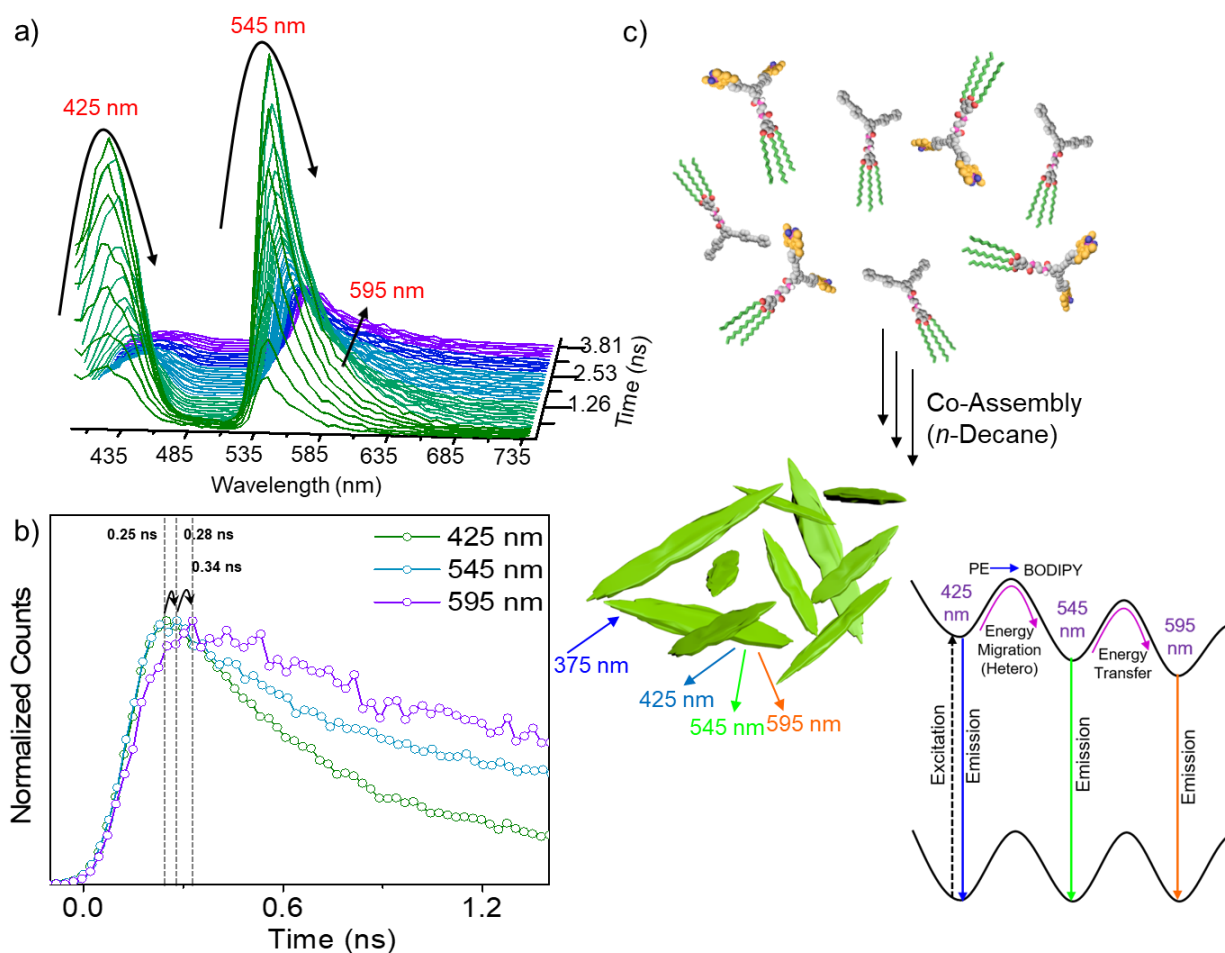 a)
545 nm
425 nm
595 nm
3.81
2.53
1.26
Time (ns)
435 485 535 585 635 685 735
Wavelength (nm)
b)
0.25 ns
0.28 ns
0.34 ns
425 nm
545 nm
595 nm
Normalized Counts
0.0 0.6 1.2
Time (ns)
c)
Co-Assembly
(n-Decane)
375 nm
425 nm
545 nm
595 nm
PE BODIPY
425
nm
545
nm
595
nm
Energy
Migration
(Hetero)
Energy
Transfer
Excitation
Emission
Emission
Emission